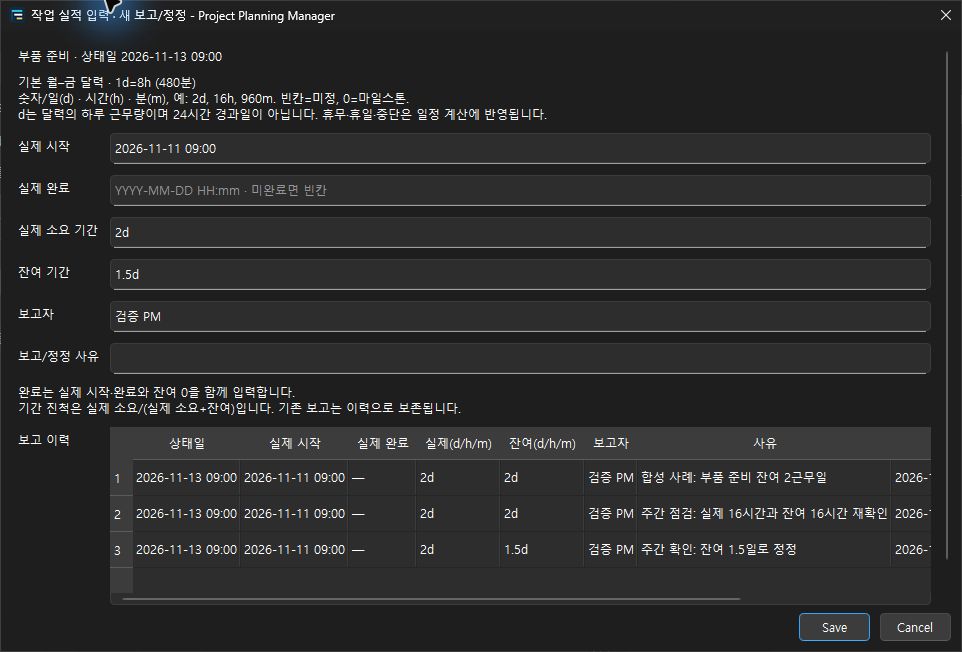 작업 실적 입력 · 새 보고/정정 - Project Planning Manager
부품 준비 · 상태일 2026-11-13 09:00
기본 월–금 달력 · 1d=8h (480분)
숫자/일(d) · 시간(h) · 분(m), 예: 2d, 16h, 960m. 빈칸=미정, 0=마일스톤.
d는 달력의 하루 근무량이며 24시간 경과일이 아닙니다. 휴무·휴일·중단은 일정 계산에 반영됩니다.
실제 시작 2026-11-11 09:00
실제 완료 YYYY-MM-DD HH:mm · 미완료면 빈칸
실제 소요 기간 2d
잔여 기간 1.5d
보고자 검증 PM
보고/정정 사유
완료는 실제 시작·완료와 잔여 0을 함께 입력합니다.
기간 진척은 실제 소요/(실제 소요+잔여)입니다. 기존 보고는 이력으로 보존됩니다.
보고 이력
상태일 실제 시작 실제 완료 실제(d/h/m) 잔여(d/h/m) 보고자 사유
1 2026-11-13 09:00 2026-11-11 09:00 — 2d 2d 검증 PM 합성 사례: 부품 준비 잔여 2근무일 2026-
2 2026-11-13 09:00 2026-11-11 09:00 — 2d 2d 검증 PM 주간 점검: 실제 16시간과 잔여 16시간 재확인 2026-
3 2026-11-13 09:00 2026-11-11 09:00 — 2d 1.5d 검증 PM 주간 확인: 잔여 1.5일로 정정 2026-
Save Cancel